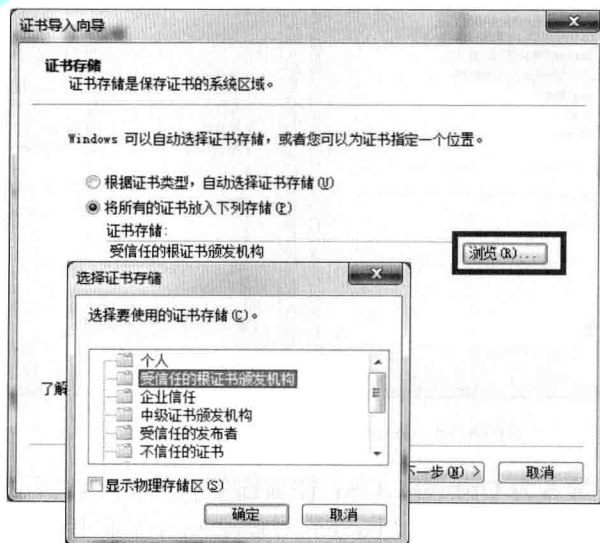 证书导入向导
证书存储
证书存储是保存证书的系统区域。
Windows 可以自动选择证书存储，或者您可以为证书指定一个位置。
根据证书类型，自动选择证书存储(U)
将所有的证书放入下列存储(P)
证书存储:
受信任的根证书颁发机构
浏览(R)...
选择证书存储
选择要使用的证书存储(C)。
个人
受信任的根证书颁发机构
企业信任
中级证书颁发机构
受信任的发布者
不信任的证书
显示物理存储区(S)
确定
取消
了解
下一步(N) >
取消